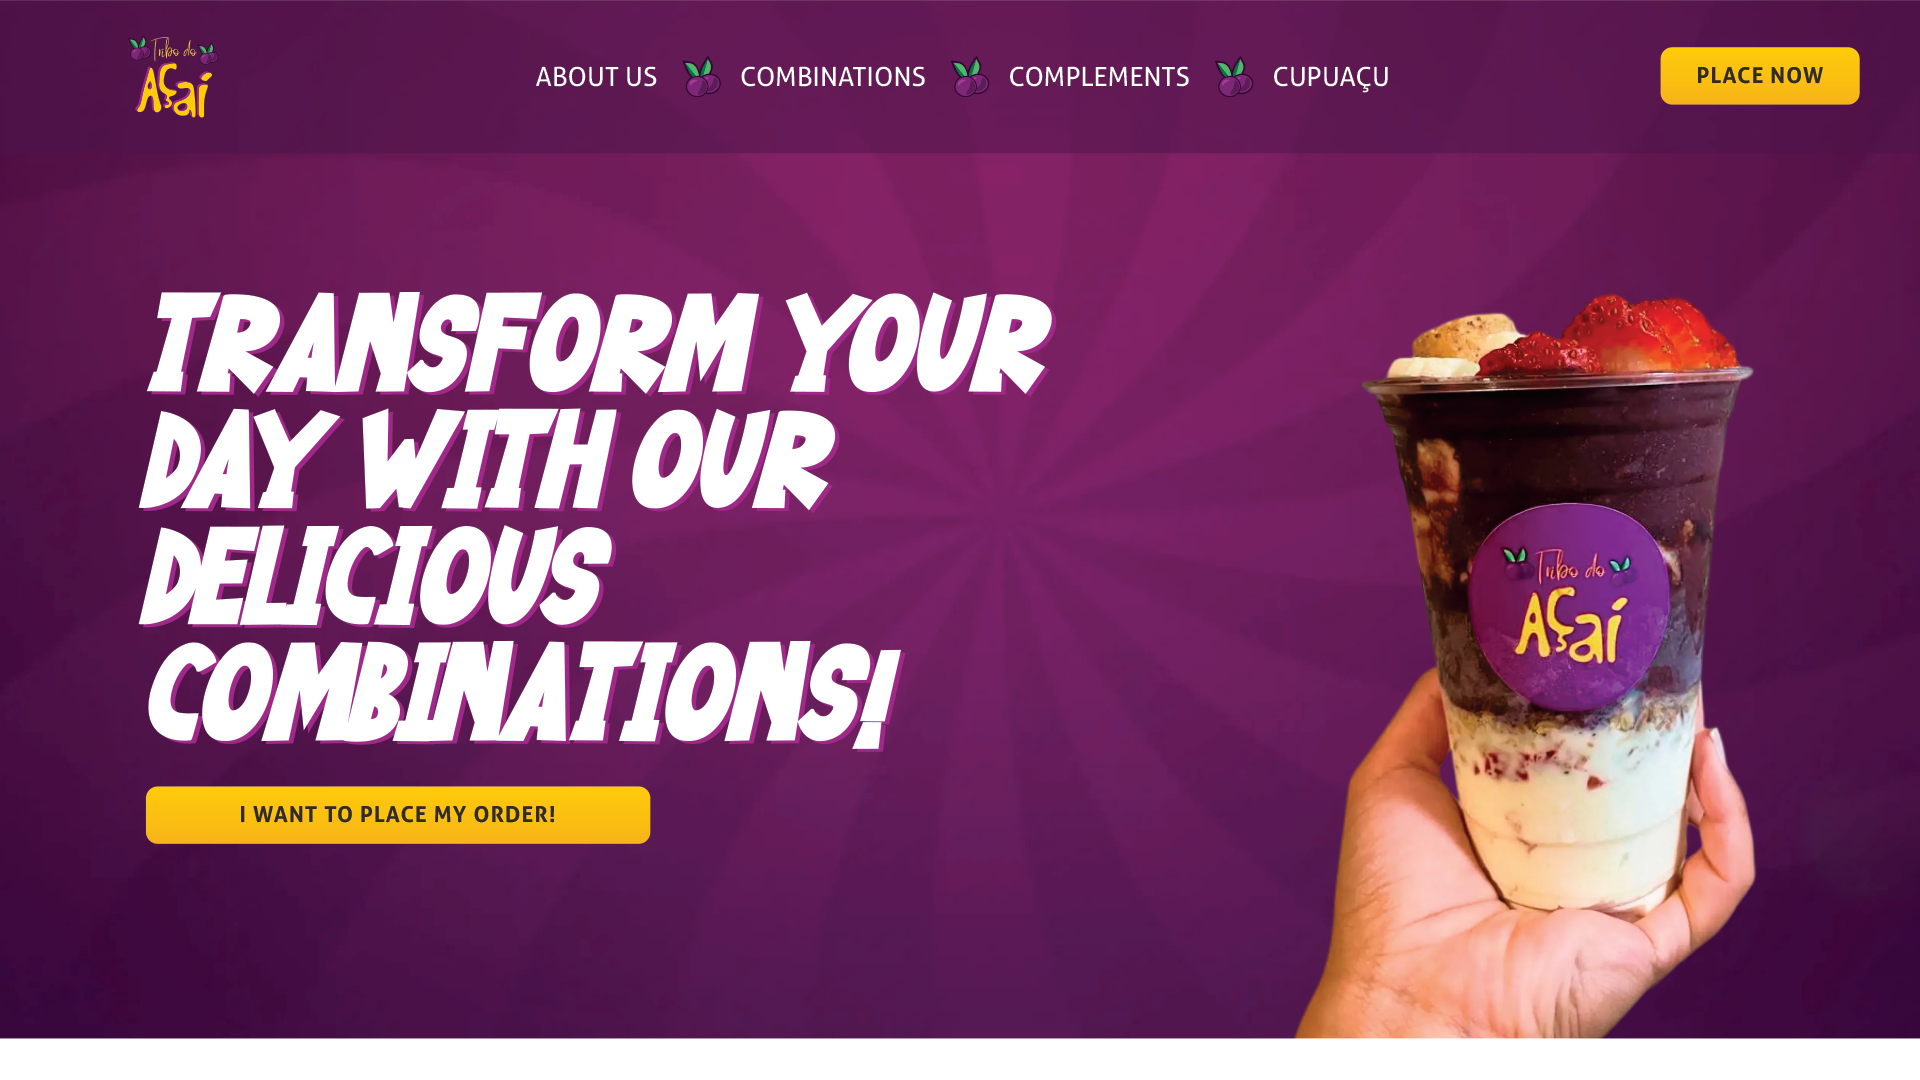 Tribo do
AÇaí
ABOUT US
COMBINATIONS
COMPLEMENTS
CUPUAÇU
PLACE NOW
TRANSFORM YOUR
DAY WITH OUR
DELICIOUS
COMBINATIONS!
I WANT TO PLACE MY ORDER!
Tribo do
AÇaí